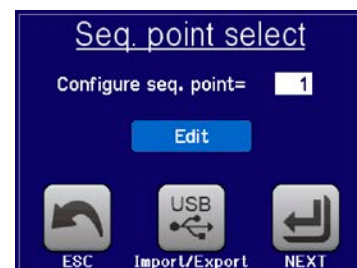 Seq. point select
Configure seq. point= 1
Edit
USB
ESC Import/Export NEXT